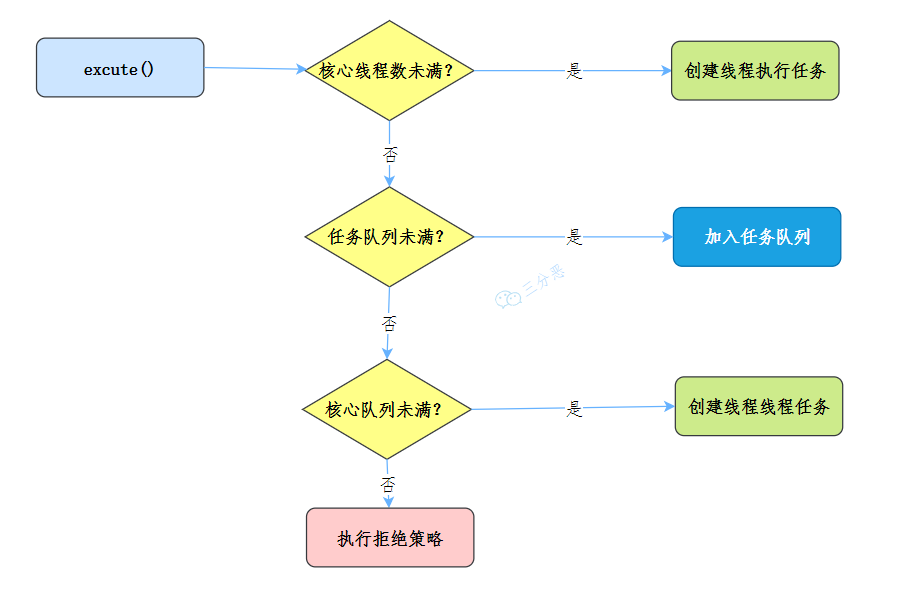 excute()
核心线程数未满？
是
创建线程执行任务
否
任务队列未满？
是
加入任务队列
三分恶
否
核心队列未满？
是
创建线程线程任务
否
执行拒绝策略